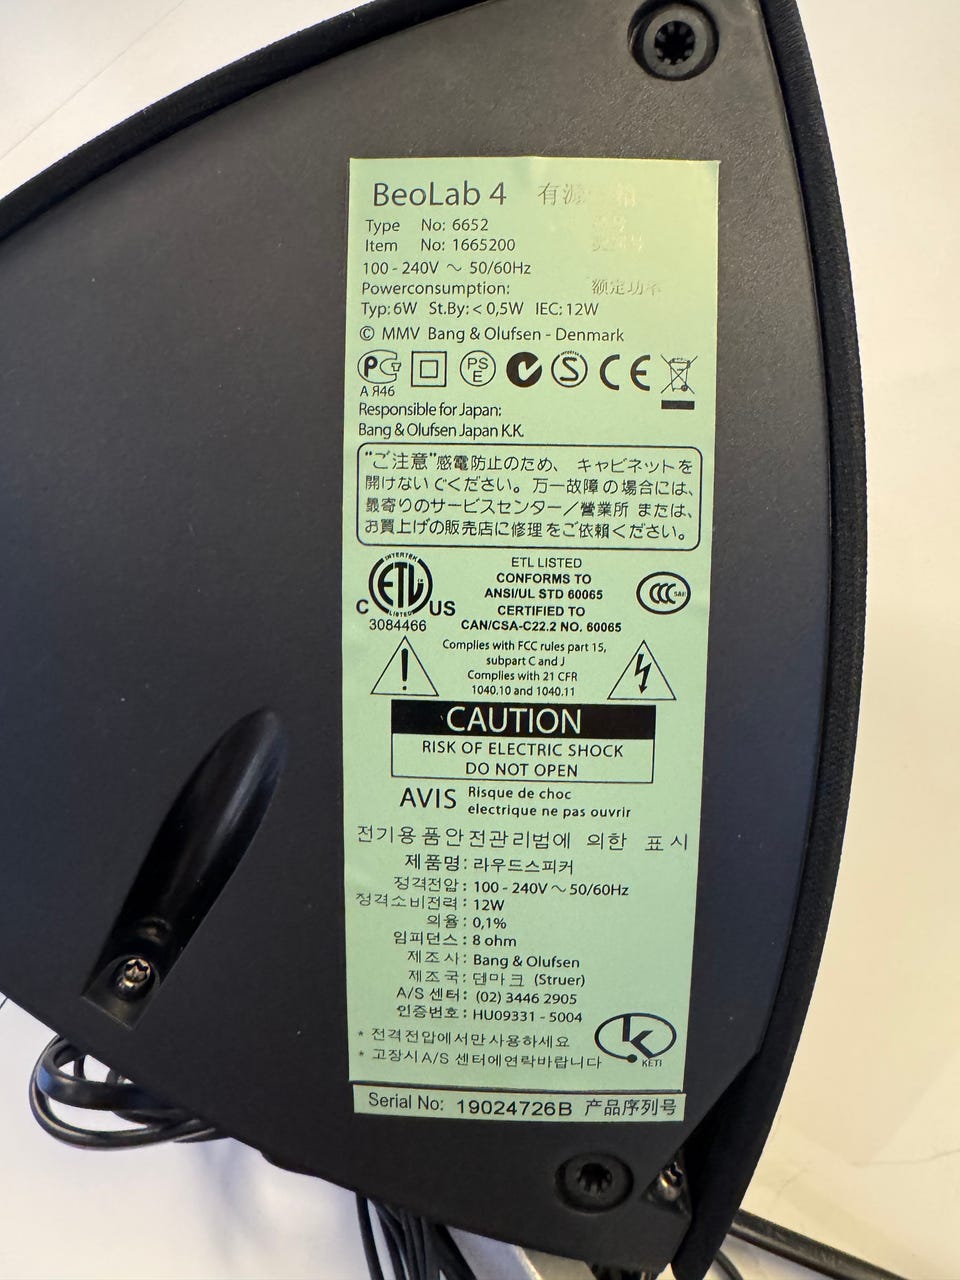 BeoLab 4 有源 箱
Type No: 6652
Item No: 1665200
100 - 240V ～ 50/60Hz
Powerconsumption: 额定功率
Typ: 6W St.By: < 0,5W IEC: 12W
© MMV Bang & Olufsen - Denmark
PS E S CE
А Я46
Responsible for Japan:
Bang & Olufsen Japan K.K.
"ご注意"感電防止のため、 キャビネットを
開けないでください。万一故障の場合には、
最寄りのサービスセンター／営業所 または、
お買上げの販売店に修理をご依頼ください。
INTERTEK
ETL
LISTED
C US
3084466
ETL LISTED
CONFORMS TO
ANSI/UL STD 60065
CERTIFIED TO
CAN/CSA-C22.2 NO. 60065
CCC S&E
Complies with FCC rules part 15,
subpart C and J
Complies with 21 CFR
1040.10 and 1040.11
CAUTION
RISK OF ELECTRIC SHOCK
DO NOT OPEN
AVIS Risque de choc
electrique ne pas ouvrir
전기용품안전관리법에 의한 표시
제품명: 라우드스피커
정격전압: 100 - 240V ～ 50/60Hz
정격소비전력: 12W
의율: 0,1%
임피던스: 8 ohm
제조사: Bang & Olufsen
제조국: 덴마크 (Struer)
A/S 센터: (02) 3446 2905
인증번호: HU09331 - 5004
* 전격전압에서만사용하세요
* 고장시A/S 센터에연락바랍니다
K KETI
Serial No: 19024726B 产品序列号